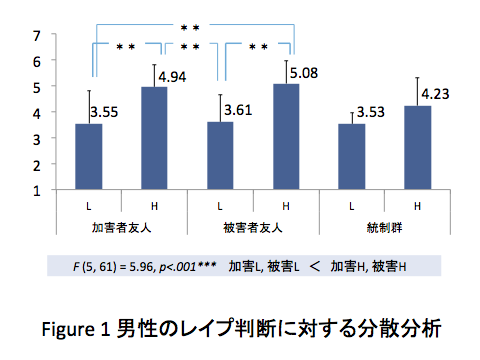 ＊＊
＊＊ ＊＊ ＊＊
7
6
5
4
3
2
1
3.55 4.94 3.61 5.08 3.53 4.23
L H L H L H
加害者友人 被害者友人 統制群
F (5, 61) = 5.96, p<.001*** 加害L, 被害L ＜ 加害H, 被害H
Figure 1 男性のレイプ判断に対する分散分析